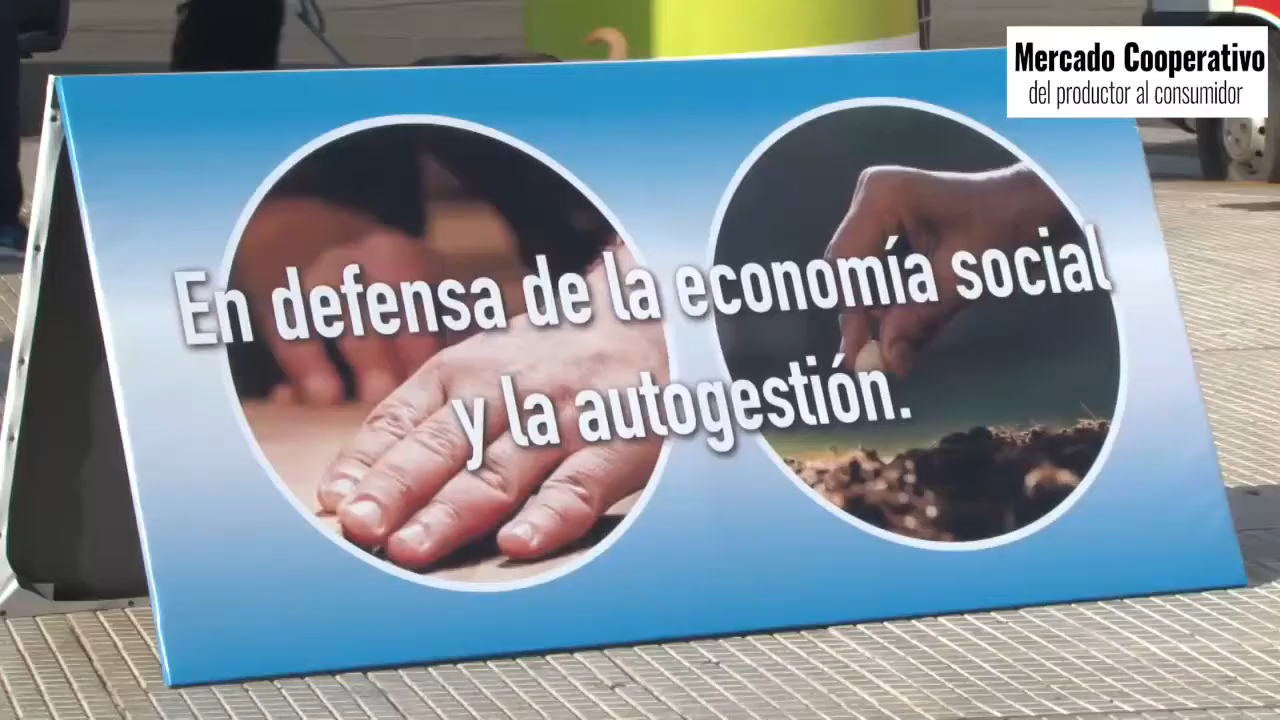 Mercado Cooperativo
del productor al consumidor
En defensa de la economía social
y la autogestión.